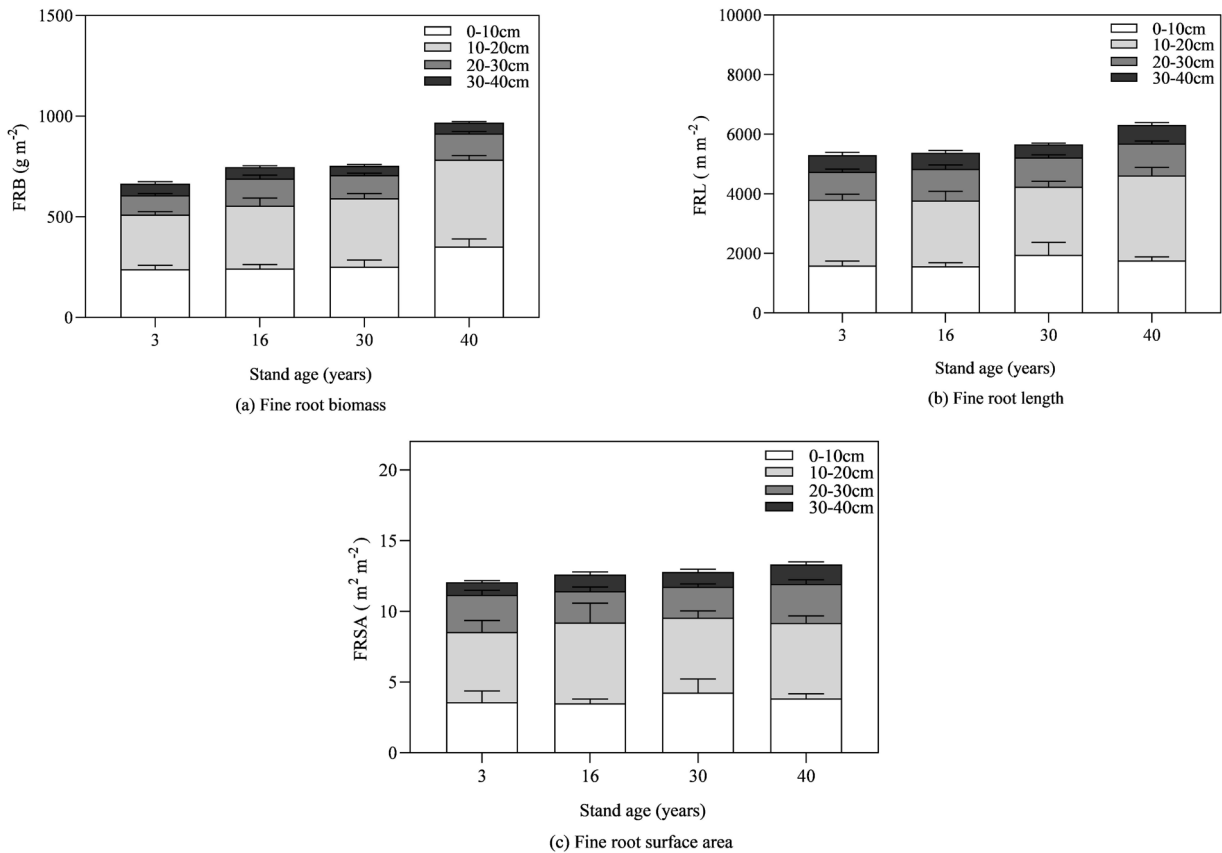 1500
1000
500
0
FRB (g m-2)
0-10cm
10-20cm
20-30cm
30-40cm
3 16 30 40
Stand age (years)
(a) Fine root biomass
10000
8000
6000
4000
2000
0
FRL ( m m-2)
0-10cm
10-20cm
20-30cm
30-40cm
3 16 30 40
Stand age (years)
(b) Fine root length
20
15
10
5
0
FRSA ( m2 m-2 )
0-10cm
10-20cm
20-30cm
30-40cm
3 16 30 40
Stand age (years)
(c) Fine root surface area